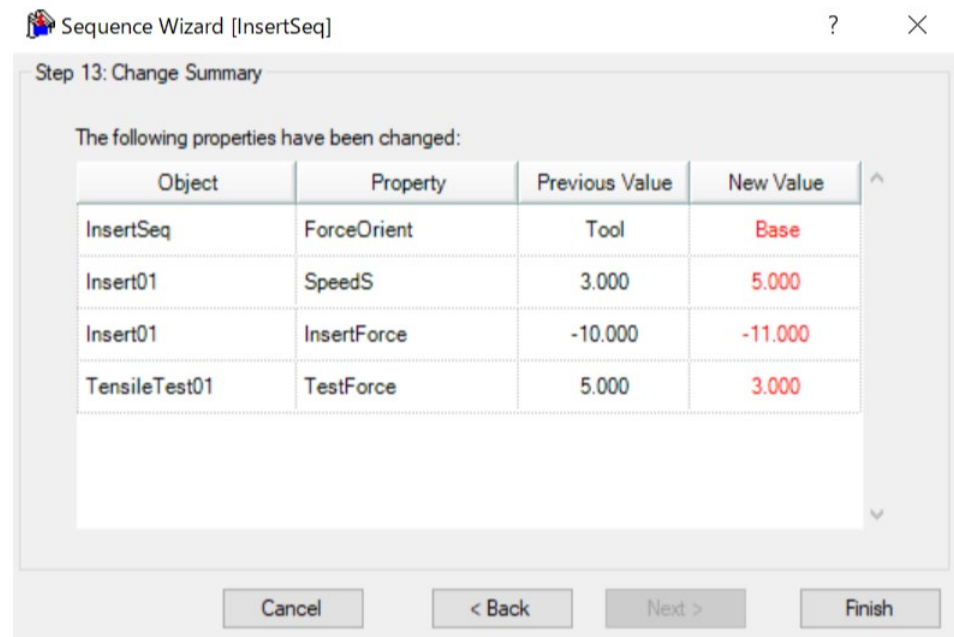 Sequence Wizard [InsertSeq] ?
Step 13: Change Summary
The following properties have been changed:
Object Property Previous Value New Value
InsertSeq ForceOrient Tool Base
Insert01 SpeedS 3.000 5.000
Insert01 InsertForce -10.000 -11.000
TensileTest01 TestForce 5.000 3.000
Cancel < Back Next > Finish